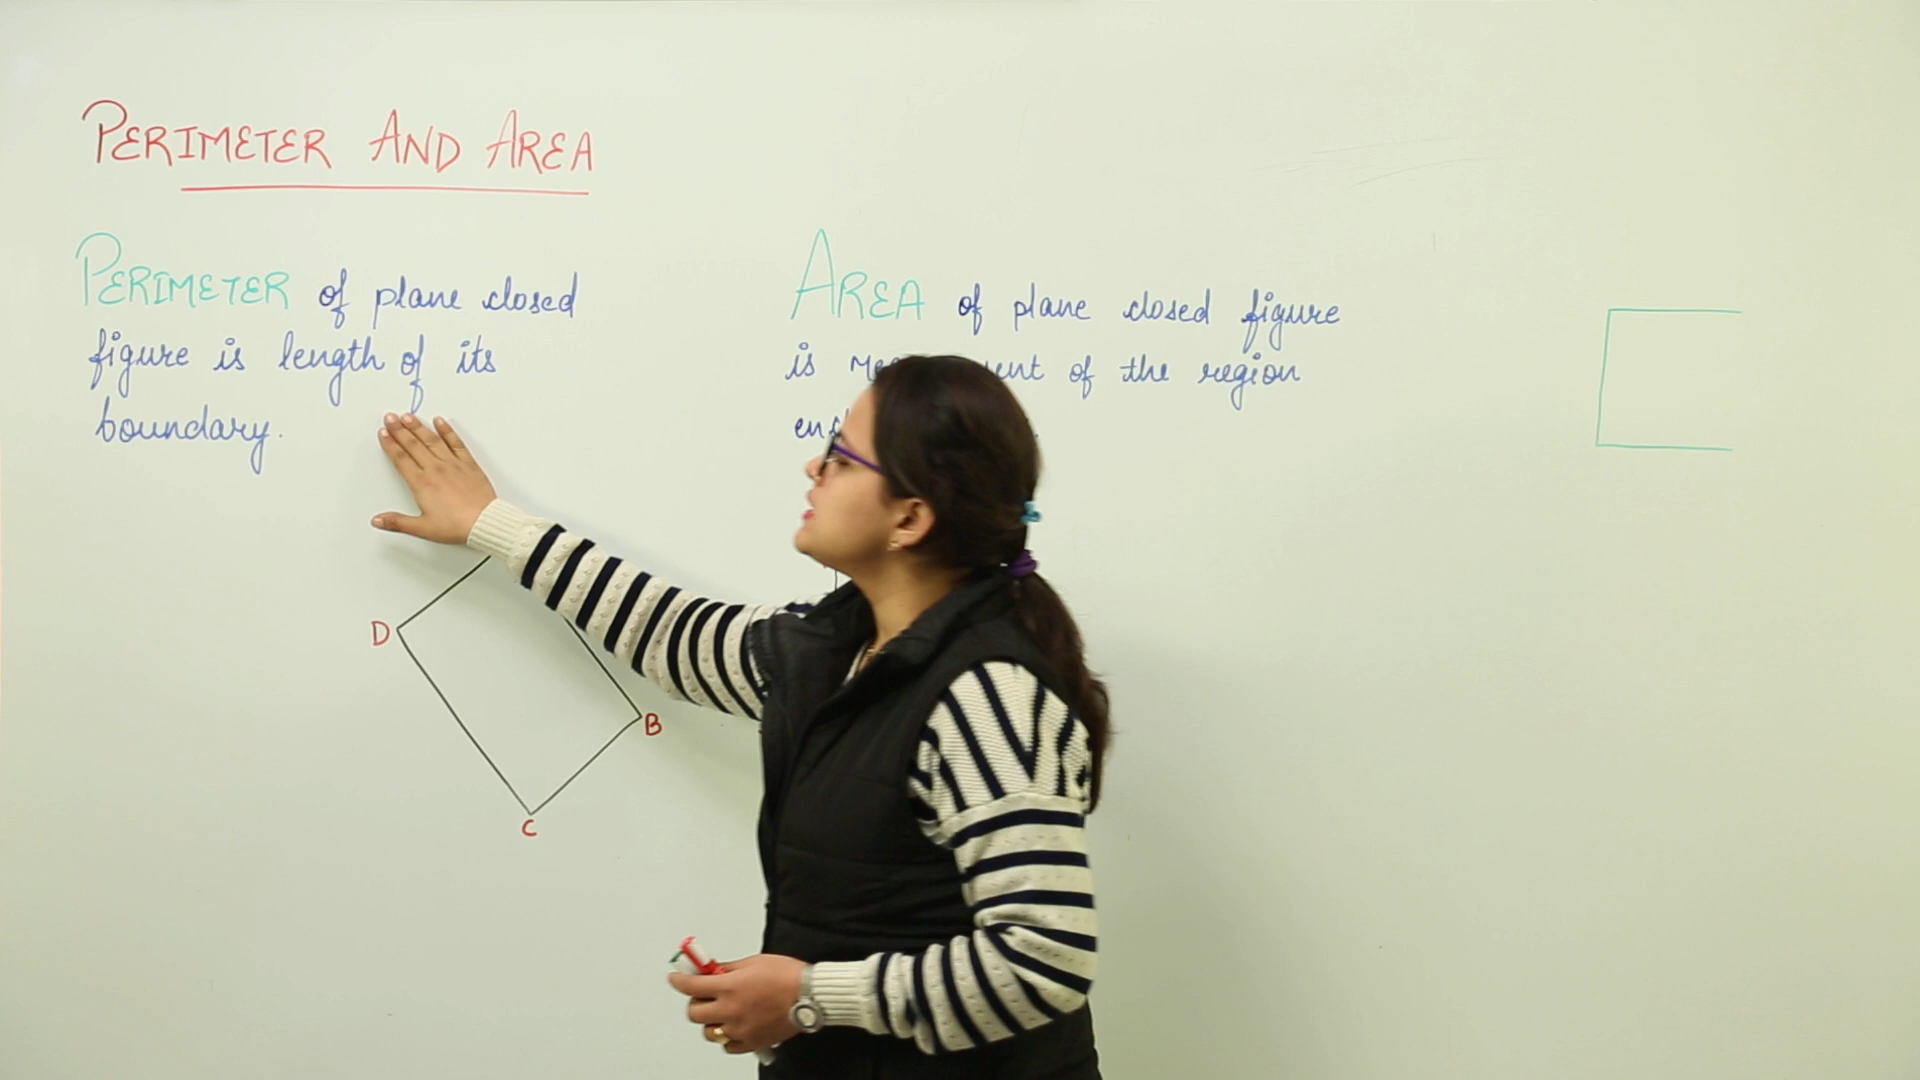 PERIMETER AND AREA
PERIMETER of plane closed
figure is length of its
boundary.
AREA of plane closed figure
is of the region
D
B
C